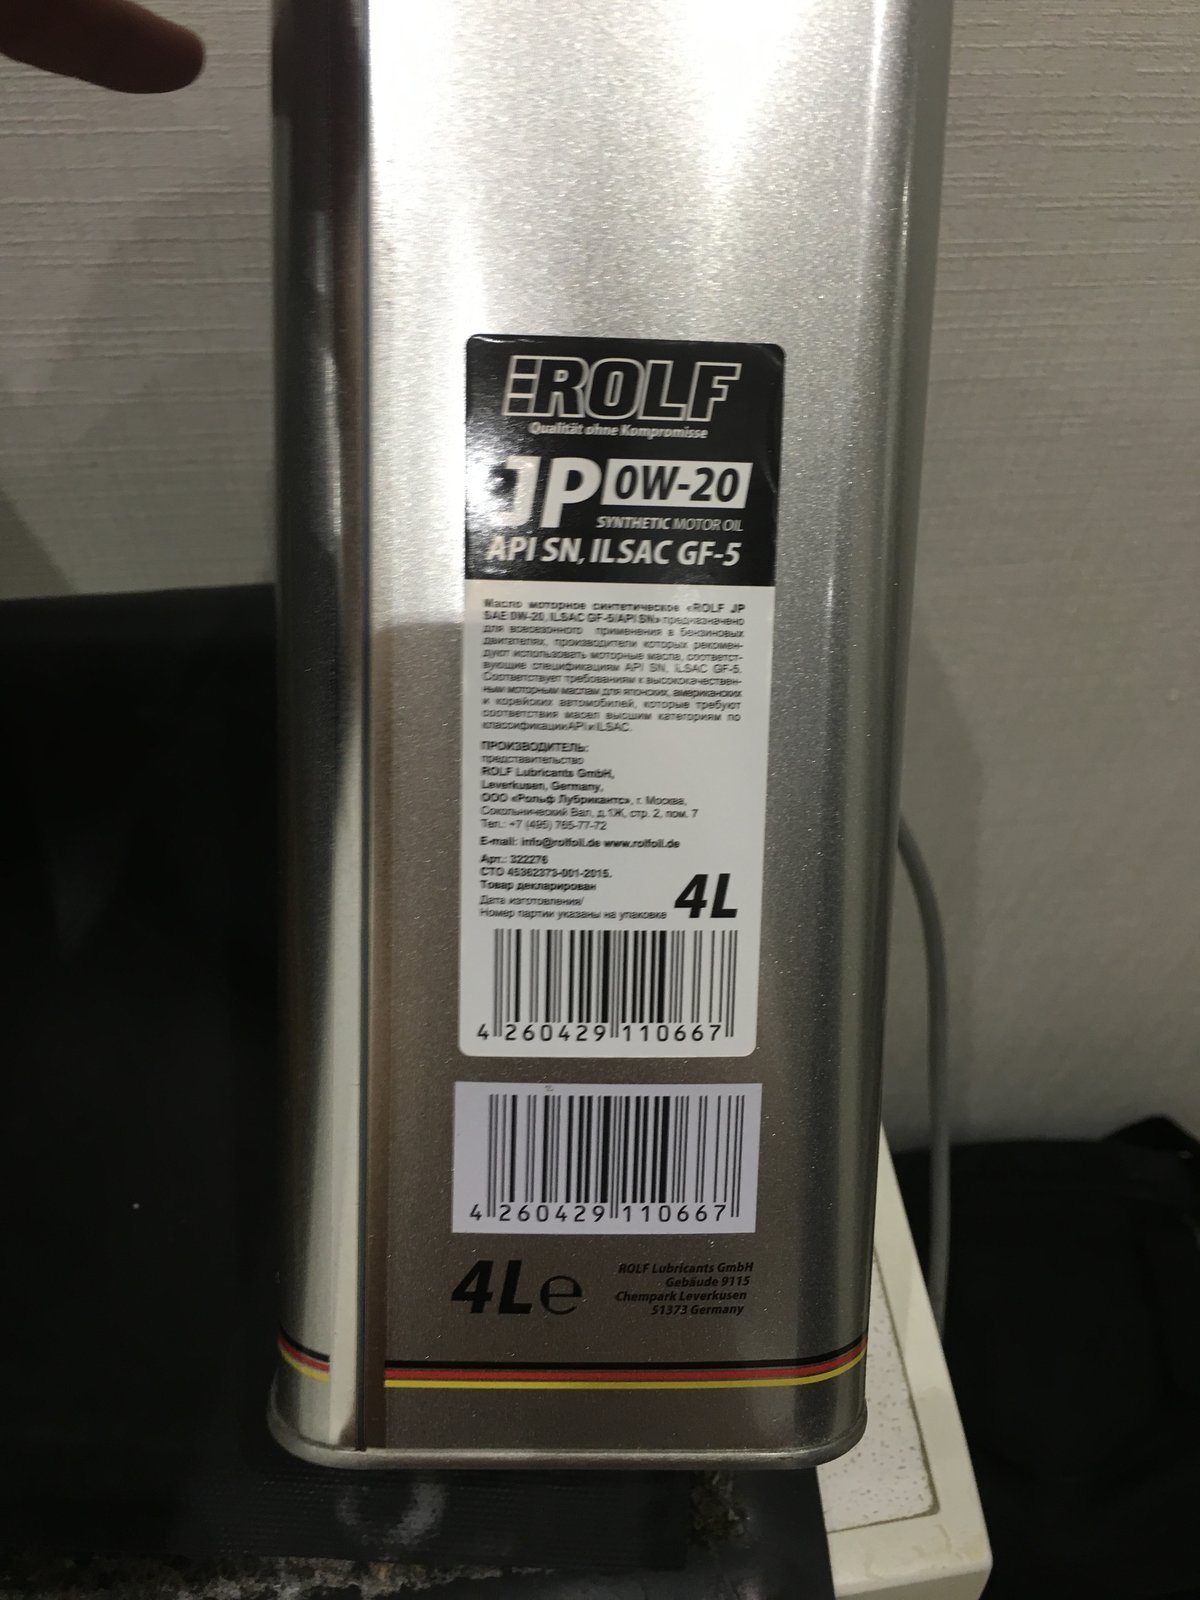 ROLF
Qualität ohne Kompromisse
JP 0W-20
SYNTHETIC MOTOR OIL
API SN, ILSAC GF-5
Масло моторное синтетическое «ROLF JP
SAE 0W-20, ILSAC GF-5/API SN» предназначено
для всесезонного применения в бензиновых
двигателях, производители которых рекомен-
дуют использовать моторные масла, соответст-
вующие спецификациям API SN, ILSAC GF-5.
Соответствует требованиям к высококачествен-
ным моторным маслам для японских, американских
и корейских автомобилей, которые требуют
соответствия масел высшим категориям по
классификации API и ILSAC.
ПРОИЗВОДИТЕЛЬ:
представительство
ROLF Lubricants GmbH,
Leverkusen, Germany,
ООО «Рольф Лубрикантс», г. Москва,
Сокольнический Вал, д.1Ж, стр. 2, пом. 7
Тел.: +7 (495) 765-77-72
E-mail: info@rolfoil.de www.rolfoil.de
Арт.: 322276
СТО 45362373-001-2015.
Товар декларирован
Дата изготовления/
Номер партии указаны на упаковке
4L
4 260429 110667
4 260429 110667
4L e
ROLF Lubricants GmbH
Gebäude 9115
Chempark Leverkusen
51373 Germany